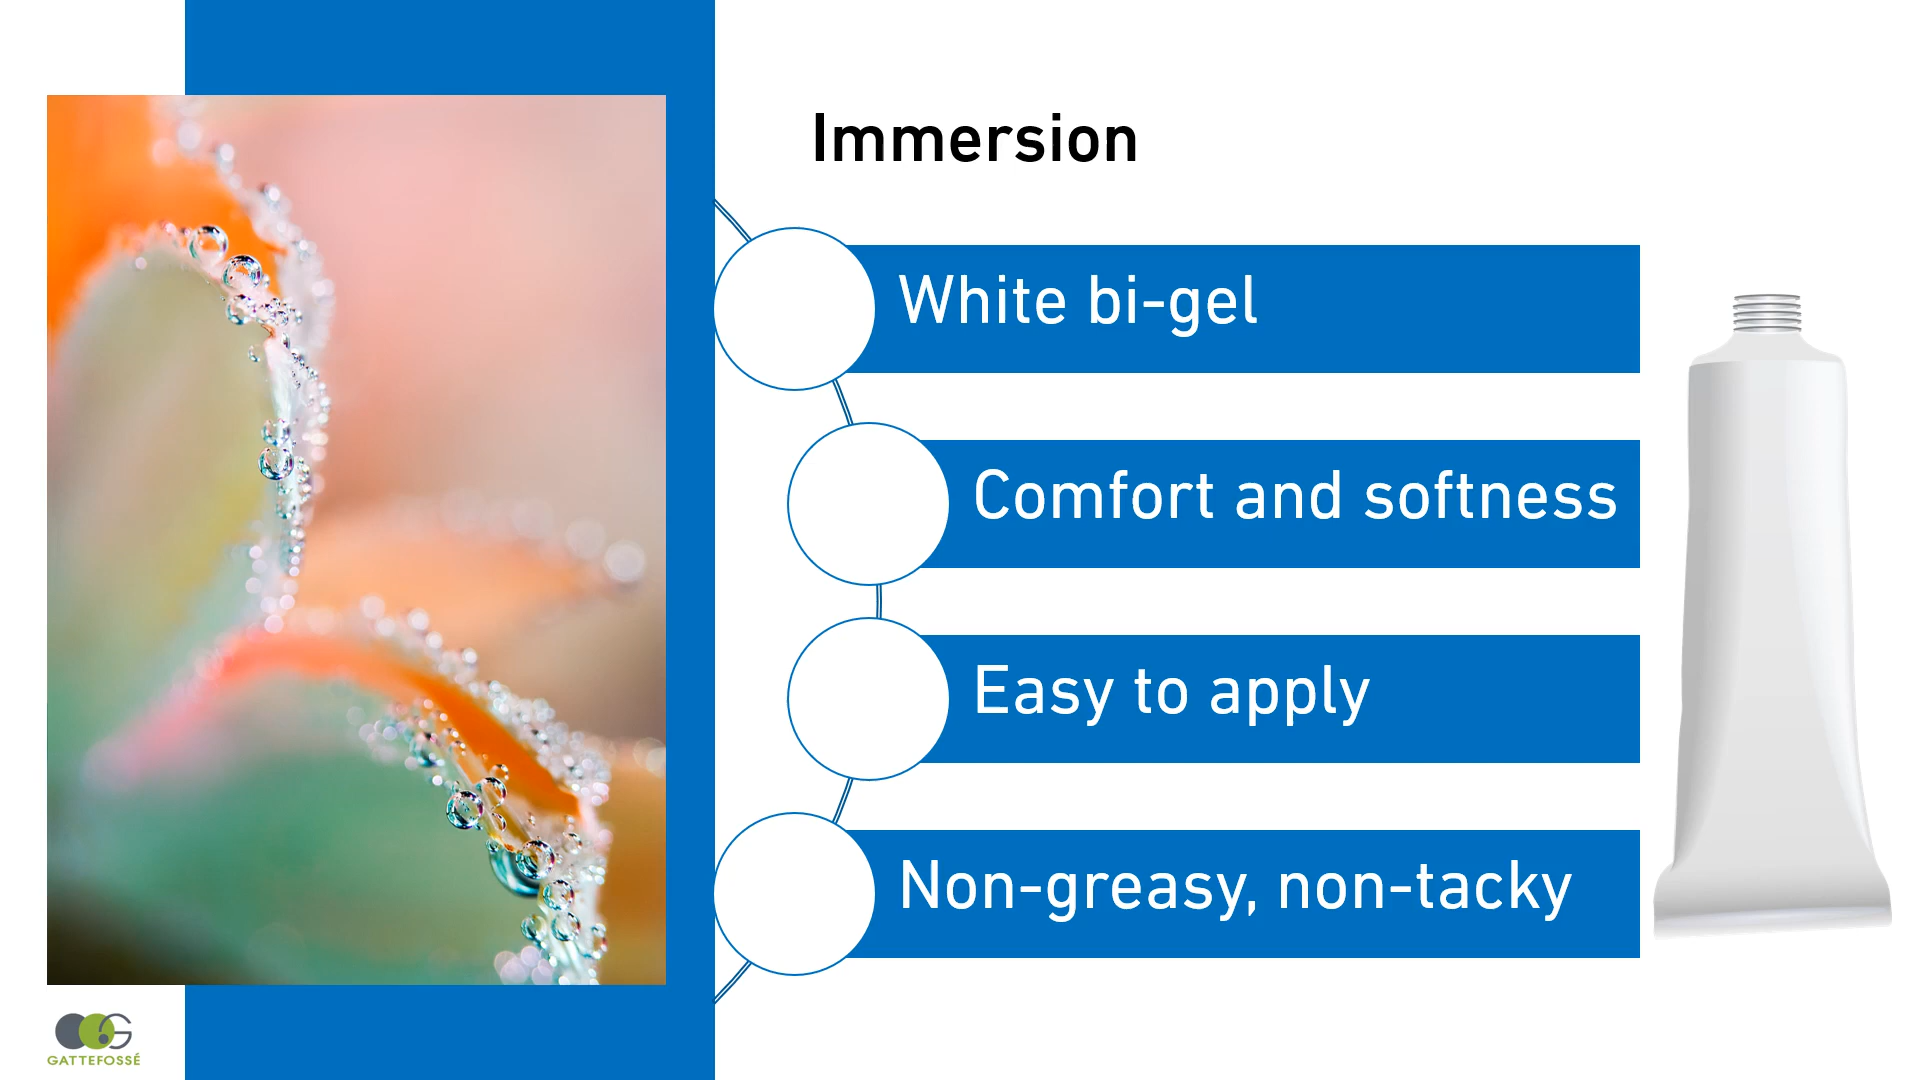 Immersion
White bi-gel
Comfort and softness
Easy to apply
Non-greasy, non-tacky
GATTEFOSSÉ